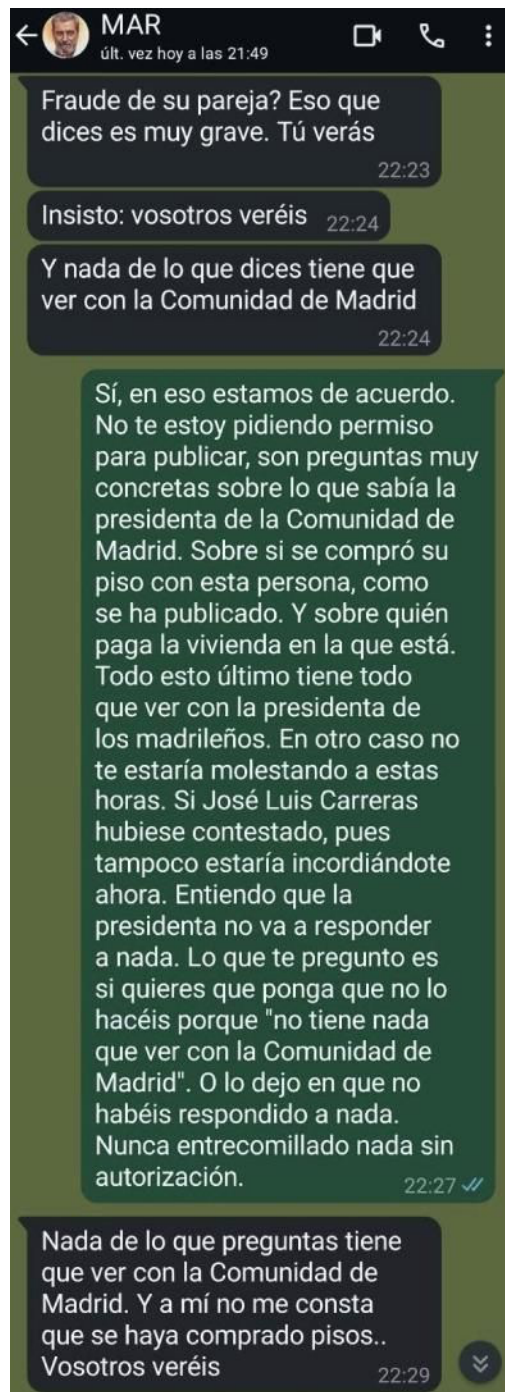 MAR
últ. vez hoy a las 21:49
Fraude de su pareja? Eso que
dices es muy grave. Tú verás
22:23
Insisto: vosotros veréis 22:24
Y nada de lo que dices tiene que
ver con la Comunidad de Madrid
22:24
Sí, en eso estamos de acuerdo.
No te estoy pidiendo permiso
para publicar, son preguntas muy
concretas sobre lo que sabía la
presidenta de la Comunidad de
Madrid. Sobre si se compró su
piso con esta persona, como
se ha publicado. Y sobre quién
paga la vivienda en la que está.
Todo esto último tiene todo
que ver con la presidenta de
los madrileños. En otro caso no
te estaría molestando a estas
horas. Si José Luis Carreras
hubiese contestado, pues
tampoco estaría incordiándote
ahora. Entiendo que la
presidenta no va a responder
a nada. Lo que te pregunto es
si quieres que ponga que no lo
hacéis porque "no tiene nada
que ver con la Comunidad de
Madrid". O lo dejo en que no
habéis respondido a nada.
Nunca entrecomillado nada sin
autorización. 22:27
Nada de lo que preguntas tiene
que ver con la Comunidad de
Madrid. Y a mí no me consta
que se haya comprado pisos..
Vosotros veréis 22:29